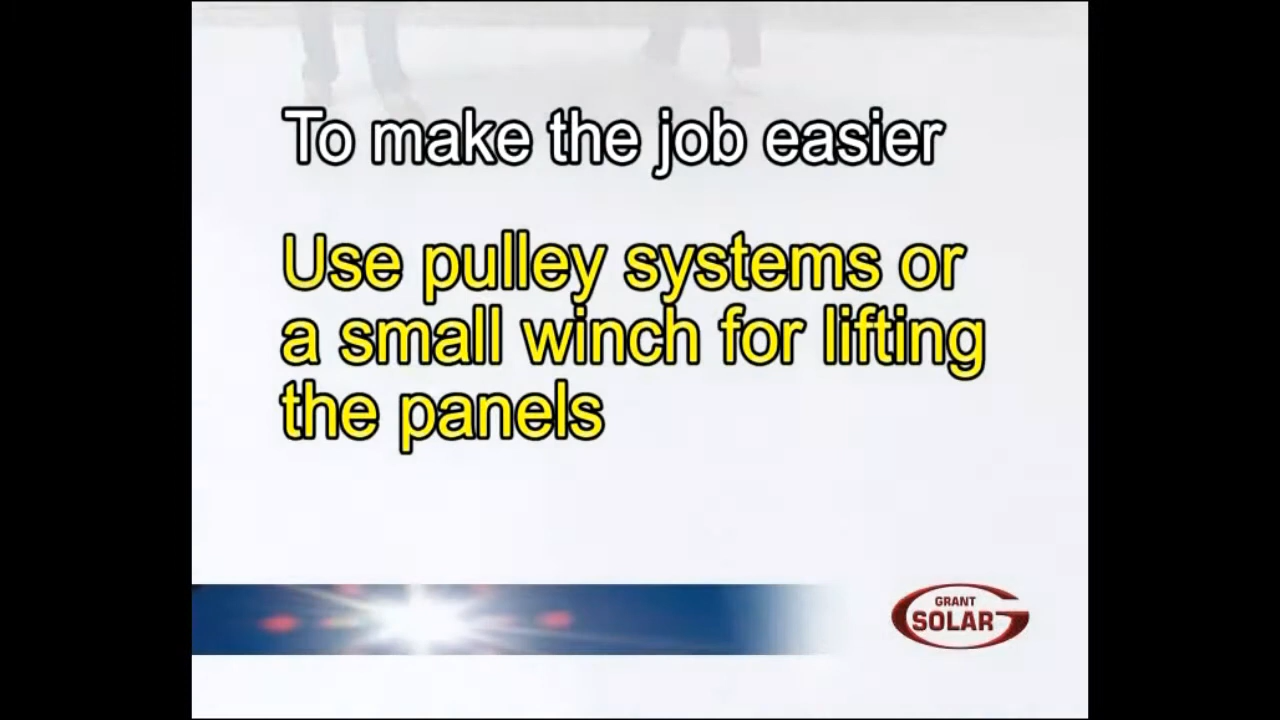 To make the job easier
Use pulley systems or
a small winch for lifting
the panels
GRANT
SOLAR